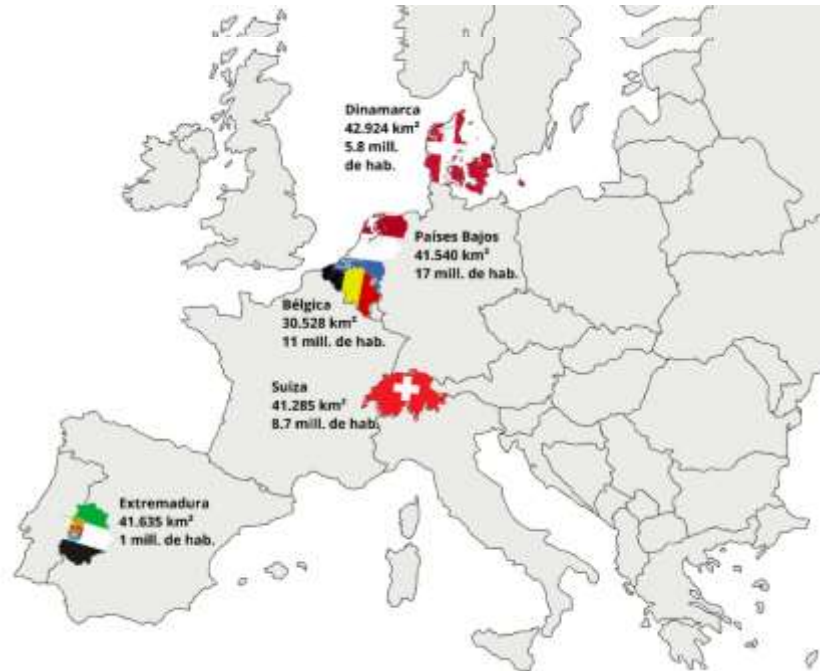 Dinamarca
42.924 km²
5.8 mill.
de hab.
Países Bajos
41.540 km²
17 mill. de hab.
Bélgica
30.528 km²
11 mill. de hab.
Suiza
41.285 km²
8.7 mill. de hab.
Extremadura
41.635 km²
1 mill. de hab.